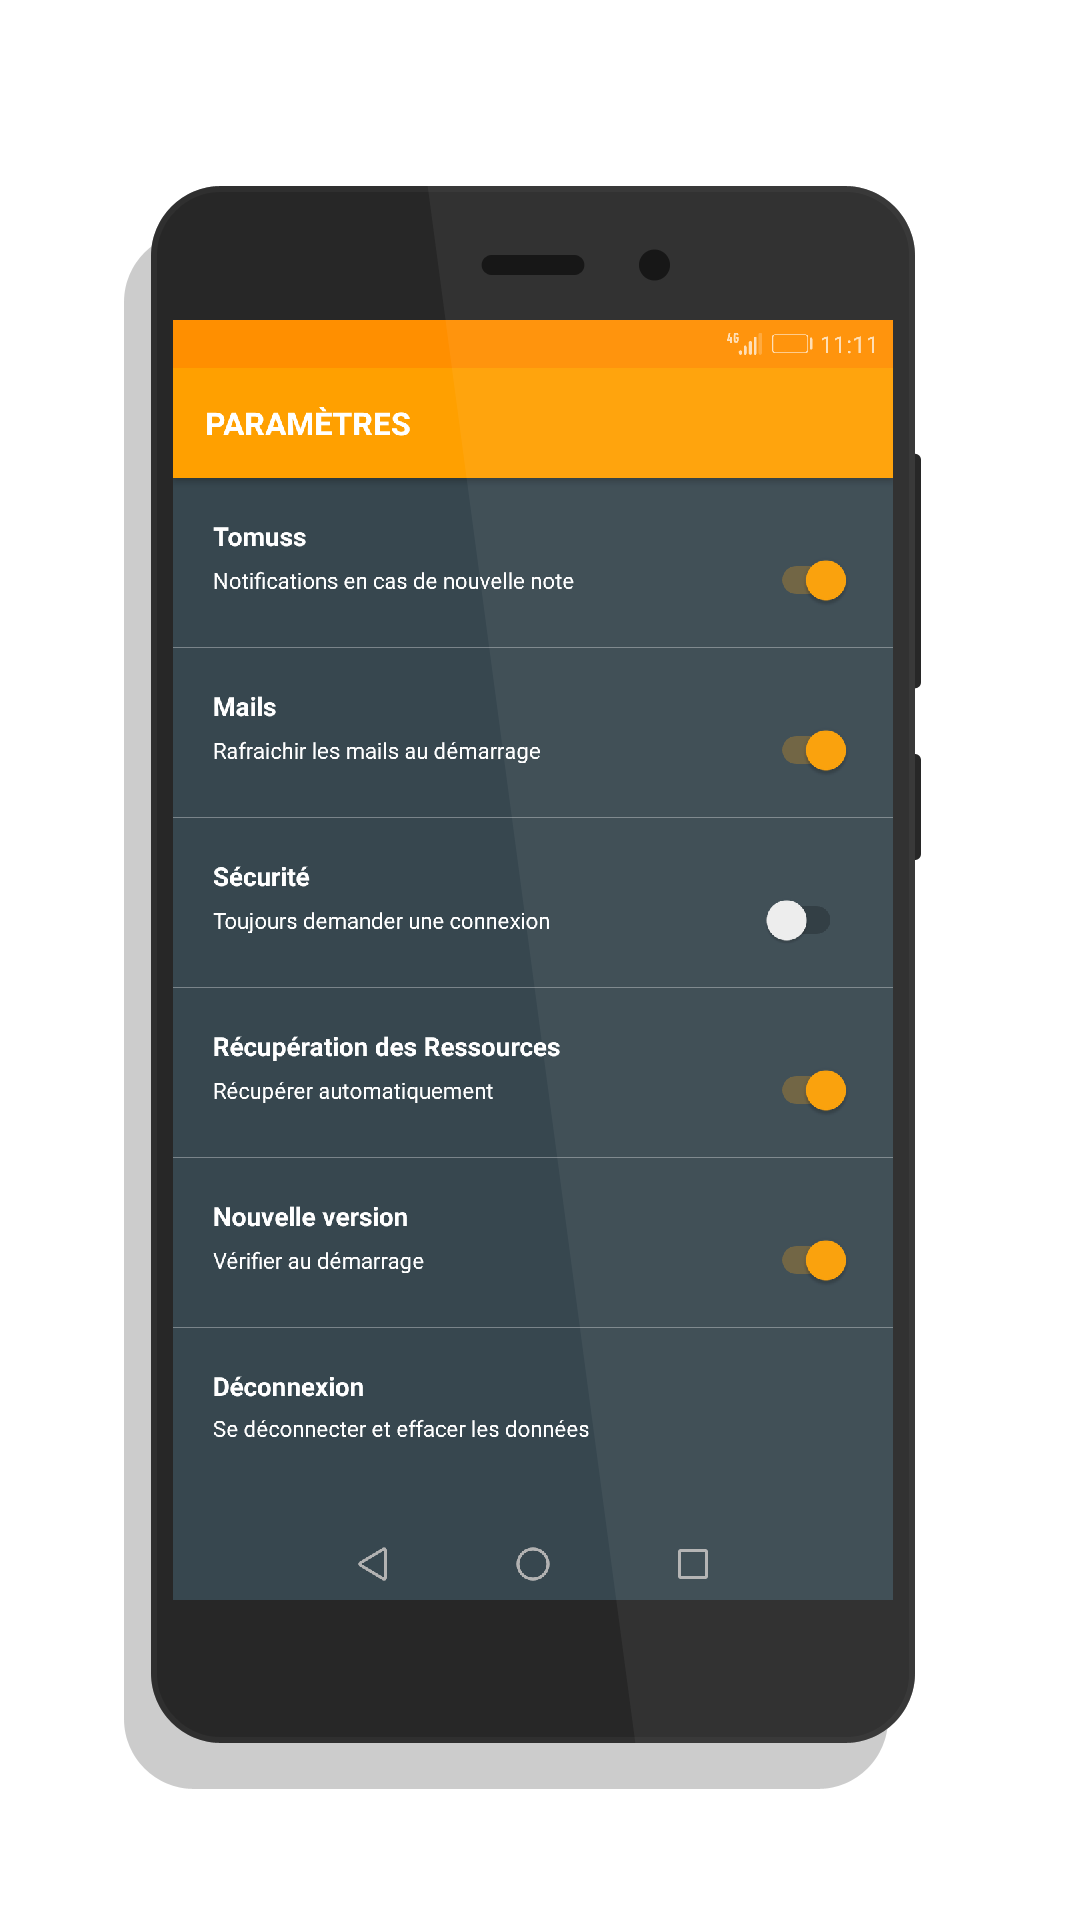 4G 11:11
PARAMÈTRES
Tomuss
Notifications en cas de nouvelle note
Mails
Rafraichir les mails au démarrage
Sécurité
Toujours demander une connexion
Récupération des Ressources
Récupérer automatiquement
Nouvelle version
Vérifier au démarrage
Déconnexion
Se déconnecter et effacer les données